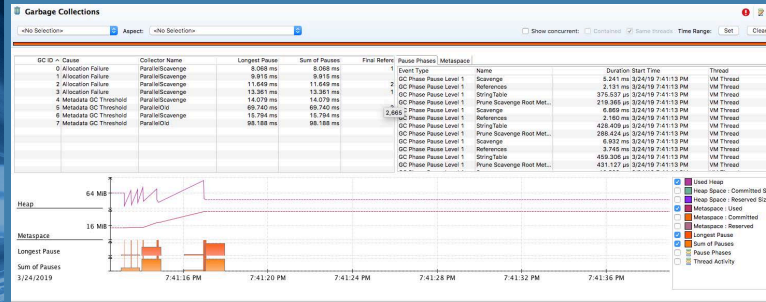 Garbage Collections
<No Selection> Aspect: <No Selection> Show concurrent: Contained Same threads Time Range: Set Clear
GC ID Cause Collector Name Longest Pause Sum of Pauses Final Refere
0 Allocation Failure ParallelScavenge 8.068 ms 8.068 ms 1
1 Allocation Failure ParallelScavenge 9.915 ms 9.915 ms
2 Allocation Failure ParallelScavenge 11.649 ms 11.649 ms 2
3 Allocation Failure ParallelScavenge 13.361 ms 13.361 ms 1
4 Metadata GC Threshold ParallelScavenge 14.079 ms 14.079 ms
5 Metadata GC Threshold ParallelOld 69.740 ms 69.740 ms
6 Metadata GC Threshold ParallelScavenge 15.794 ms 15.794 ms
7 Metadata GC Threshold ParallelOld 98.188 ms 98.188 ms
2,665
Pause Phases Metaspace
Event Type Name Duration Start Time Thread
GC Phase Pause Level 1 Scavenge 5.241 ms 3/24/19 7:41:13 PM VM Thread
GC Phase Pause Level 1 References 2.131 ms 3/24/19 7:41:13 PM VM Thread
GC Phase Pause Level 1 StringTable 375.537 µs 3/24/19 7:41:13 PM VM Thread
GC Phase Pause Level 1 Prune Scavenge Root Met... 219.365 µs 3/24/19 7:41:13 PM VM Thread
GC Phase Pause Level 1 Scavenge 6.869 ms 3/24/19 7:41:13 PM VM Thread
GC Phase Pause Level 1 References 2.160 ms 3/24/19 7:41:13 PM VM Thread
GC Phase Pause Level 1 StringTable 428.409 µs 3/24/19 7:41:13 PM VM Thread
GC Phase Pause Level 1 Prune Scavenge Root Met... 288.424 µs 3/24/19 7:41:13 PM VM Thread
GC Phase Pause Level 1 Scavenge 6.932 ms 3/24/19 7:41:13 PM VM Thread
GC Phase Pause Level 1 References 3.745 ms 3/24/19 7:41:13 PM VM Thread
GC Phase Pause Level 1 StringTable 459.306 µs 3/24/19 7:41:13 PM VM Thread
GC Phase Pause Level 1 Prune Scavenge Root Met... 431.127 µs 3/24/19 7:41:13 PM VM Thread
64 MiB
Heap
16 MiB
Metaspace
Longest Pause
Sum of Pauses
3/24/2019 7:41:16 PM 7:41:20 PM 7:41:24 PM 7:41:28 PM 7:41:32 PM 7:41:36 PM
Used Heap
Heap Space : Committed S
Heap Space : Reserved Siz
Metaspace : Used
Metaspace : Committed
Metaspace : Reserved
Longest Pause
Sum of Pauses
Pause Phases
Thread Activity